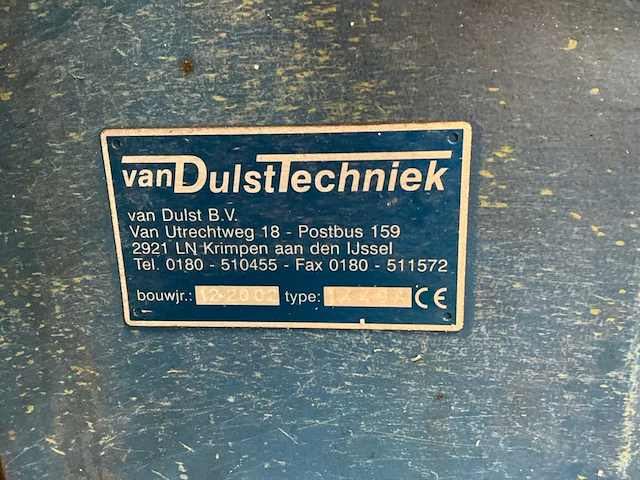 vanDulstTechniek
van Dulst B.V.
Van Utrechtweg 18 - Postbus 159
2921 LN Krimpen aan den IJssel
Tel. 0180 - 510455 - Fax 0180 - 511572
bouwjr.: 12-2002 type: CE